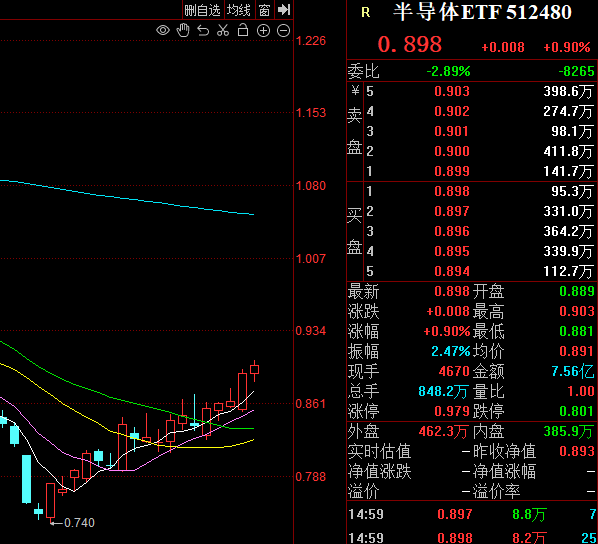 删自选 均线 窗
R 半导体ETF 512480
0.898 +0.008 +0.90%
委比 -2.89% -8265
¥ 5 0.903 398.6万
卖 4 0.902 274.7万
3 0.901 98.1万
盘 2 0.900 411.8万
1 0.899 141.7万
1 0.898 95.3万
买 2 0.897 331.0万
3 0.896 364.2万
盘 4 0.895 339.9万
5 0.894 112.7万
最新 0.898 开盘 0.889
涨跌 +0.008 最高 0.903
涨幅 +0.90% 最低 0.881
振幅 2.47% 均价 0.891
现手 4670 金额 7.56亿
总手 848.2万 量比 1.00
涨停 0.979 跌停 0.801
外盘 462.3万 内盘 385.9万
实时估值 – 昨收净值 0.893
净值涨跌 – 净值涨幅 –
溢价 – 溢价率 –
14:59 0.897 8.8万 7
14:59 0.898 8.2万 25
1.226
1.153
1.080
1.007
0.934
0.861
0.788
0.740